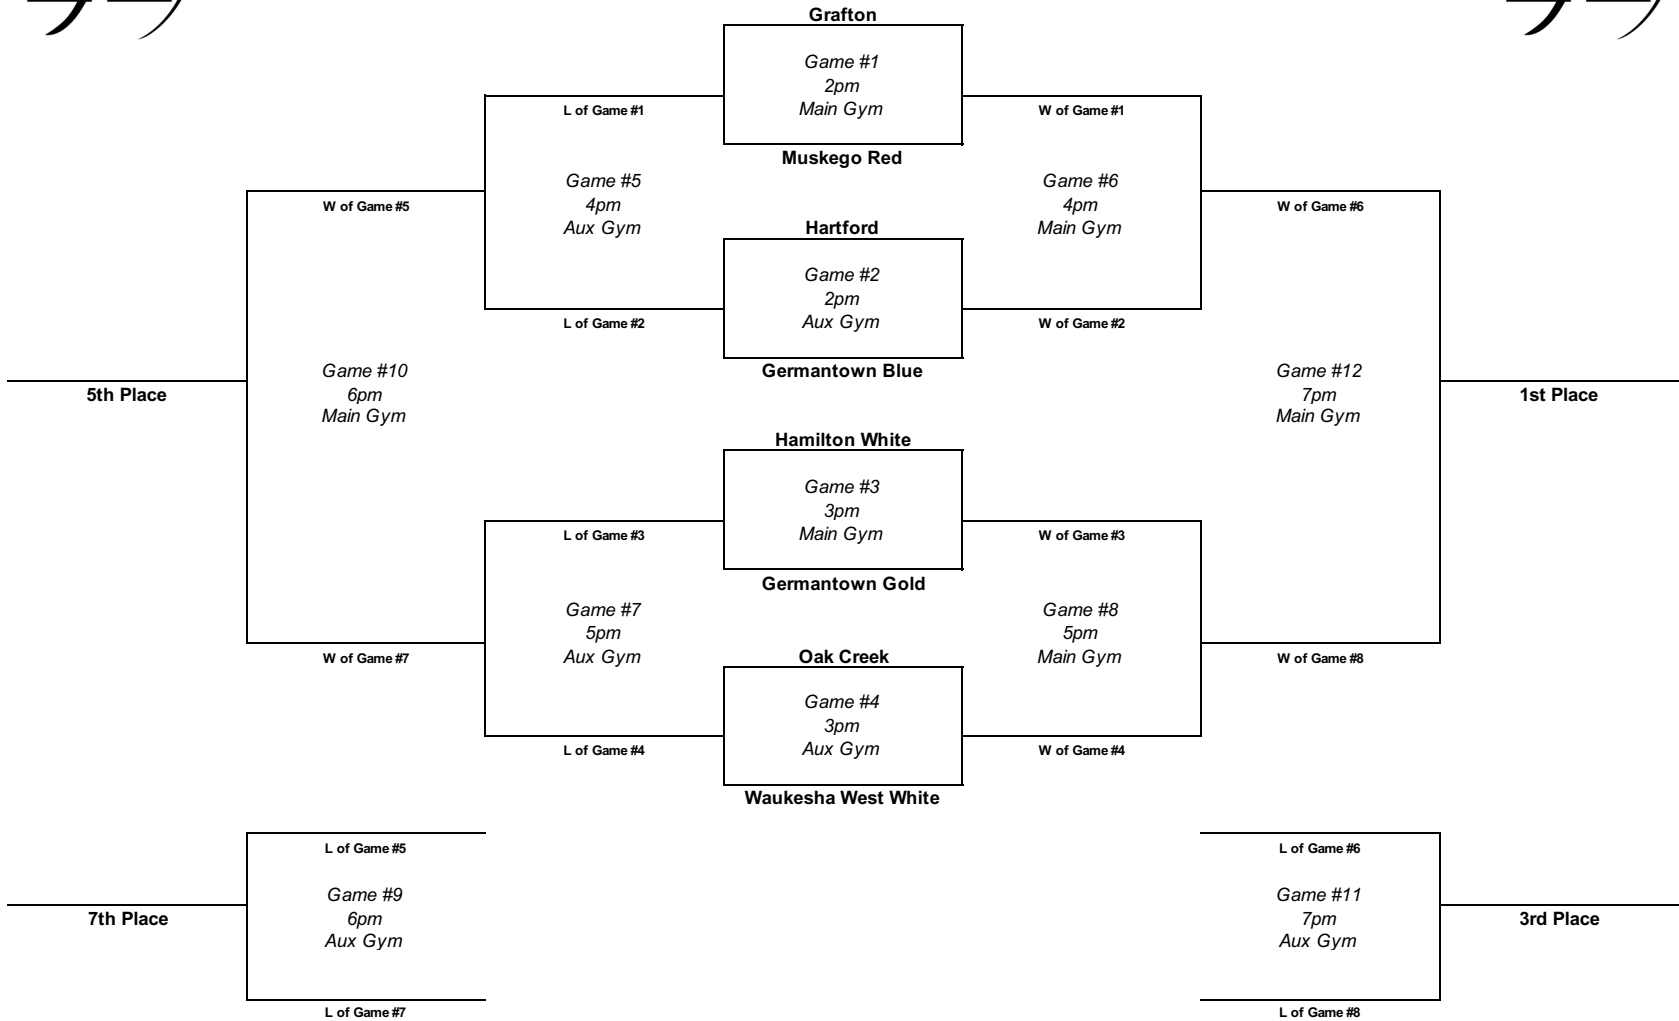 Grafton
Game #1
2pm
Main Gym
L of Game #1
W of Game #1
Muskego Red
Game #5
4pm
Aux Gym
Game #6
4pm
Main Gym
W of Game #5
W of Game #6
Hartford
Game #2
2pm
Aux Gym
L of Game #2
W of Game #2
Germantown Blue
Game #10
6pm
Main Gym
Game #12
7pm
Main Gym
5th Place
1st Place
Hamilton White
Game #3
3pm
Main Gym
L of Game #3
W of Game #3
Germantown Gold
Game #7
5pm
Aux Gym
Game #8
5pm
Main Gym
W of Game #7
Oak Creek
W of Game #8
Game #4
3pm
Aux Gym
L of Game #4
W of Game #4
Waukesha West White
L of Game #5
L of Game #6
Game #9
6pm
Aux Gym
Game #11
7pm
Aux Gym
7th Place
3rd Place
L of Game #7
L of Game #8